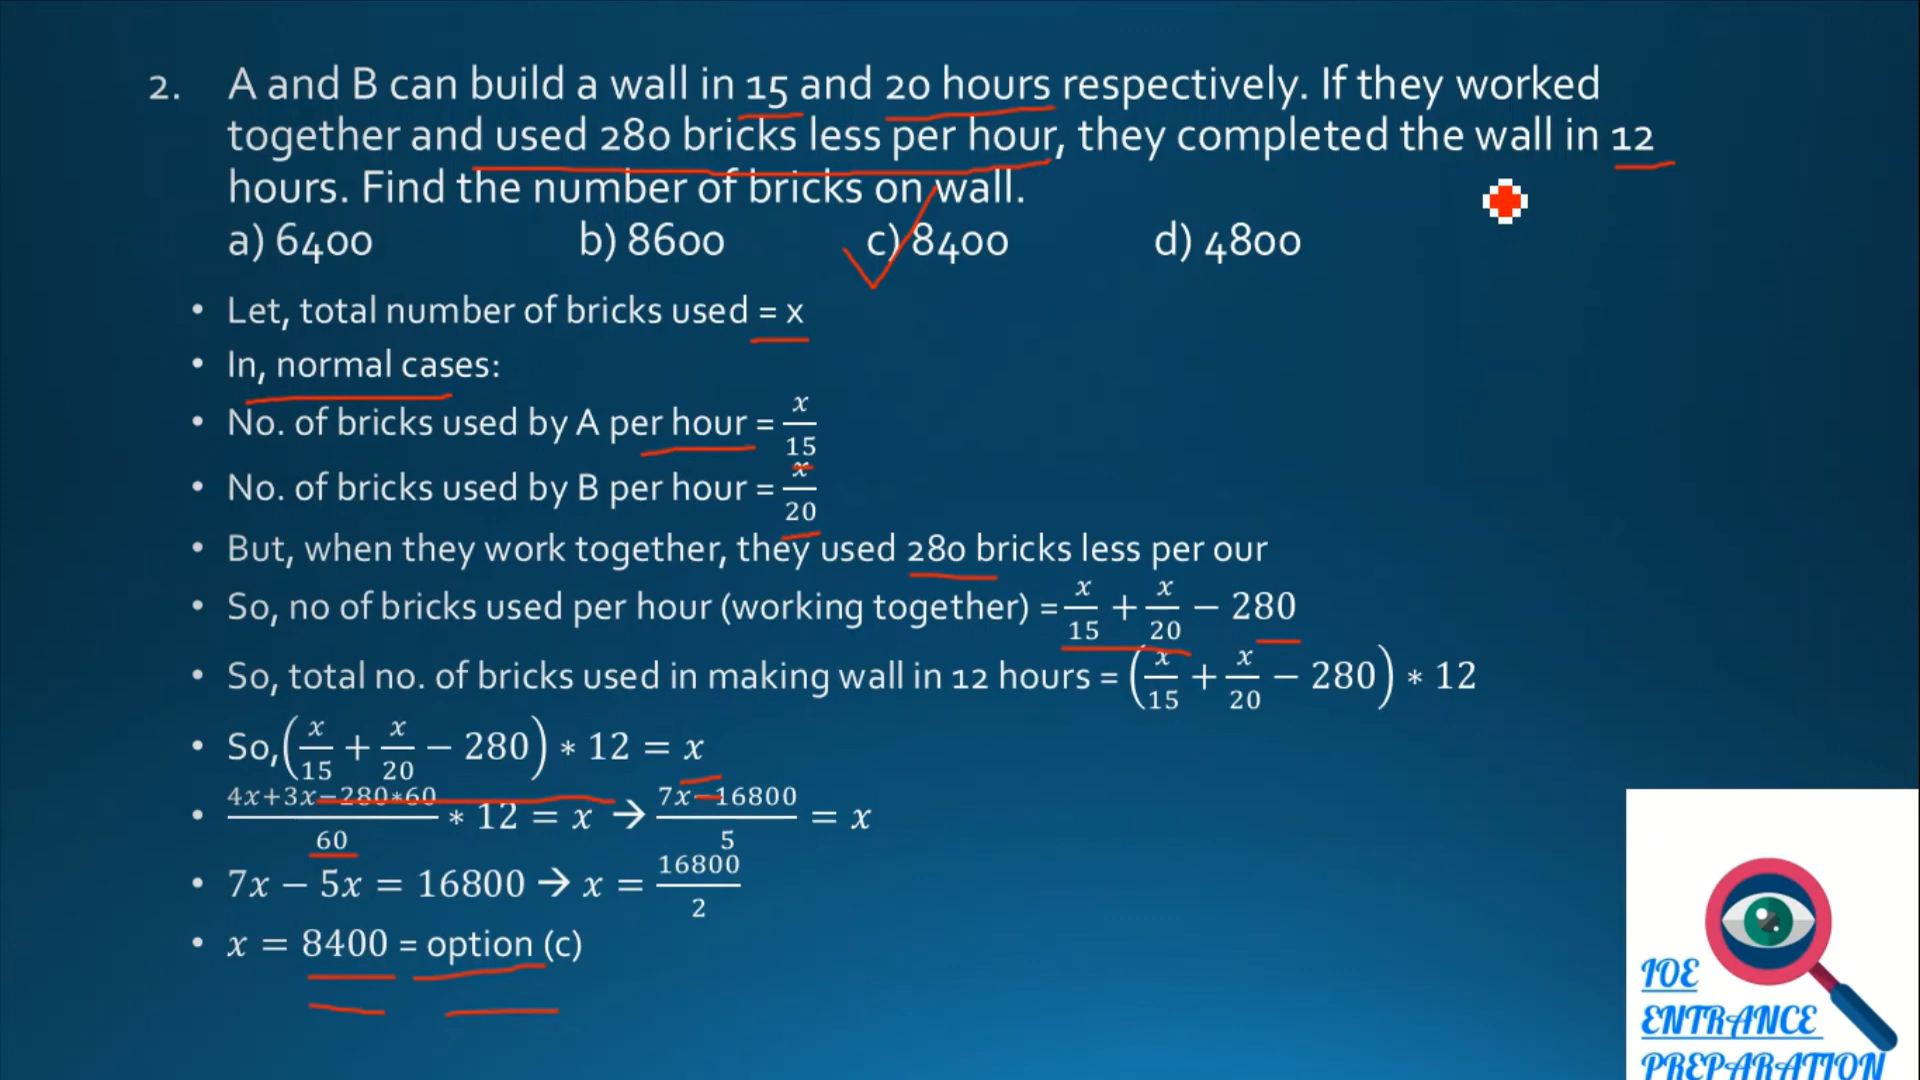 2. A and B can build a wall in 15 and 20 hours respectively. If they worked
together and used 280 bricks less per hour, they completed the wall in 12
hours. Find the number of bricks on wall.
a) 6400 b) 8600 c) 8400 d) 4800
• Let, total number of bricks used = x
• In, normal cases:
• No. of bricks used by A per hour = x/15
• No. of bricks used by B per hour = x/20
• But, when they work together, they used 280 bricks less per our
• So, no of bricks used per hour (working together) = x/15 + x/20 − 280
• So, total no. of bricks used in making wall in 12 hours = (x/15 + x/20 − 280) * 12
• So, (x/15 + x/20 − 280) * 12 = x
• (4x+3x−280*60)/60 * 12 = x → (7x−16800)/5 = x
• 7x − 5x = 16800 → x = 16800/2
• x = 8400 = option (c)
IOE
ENTRANCE
PREPARATION